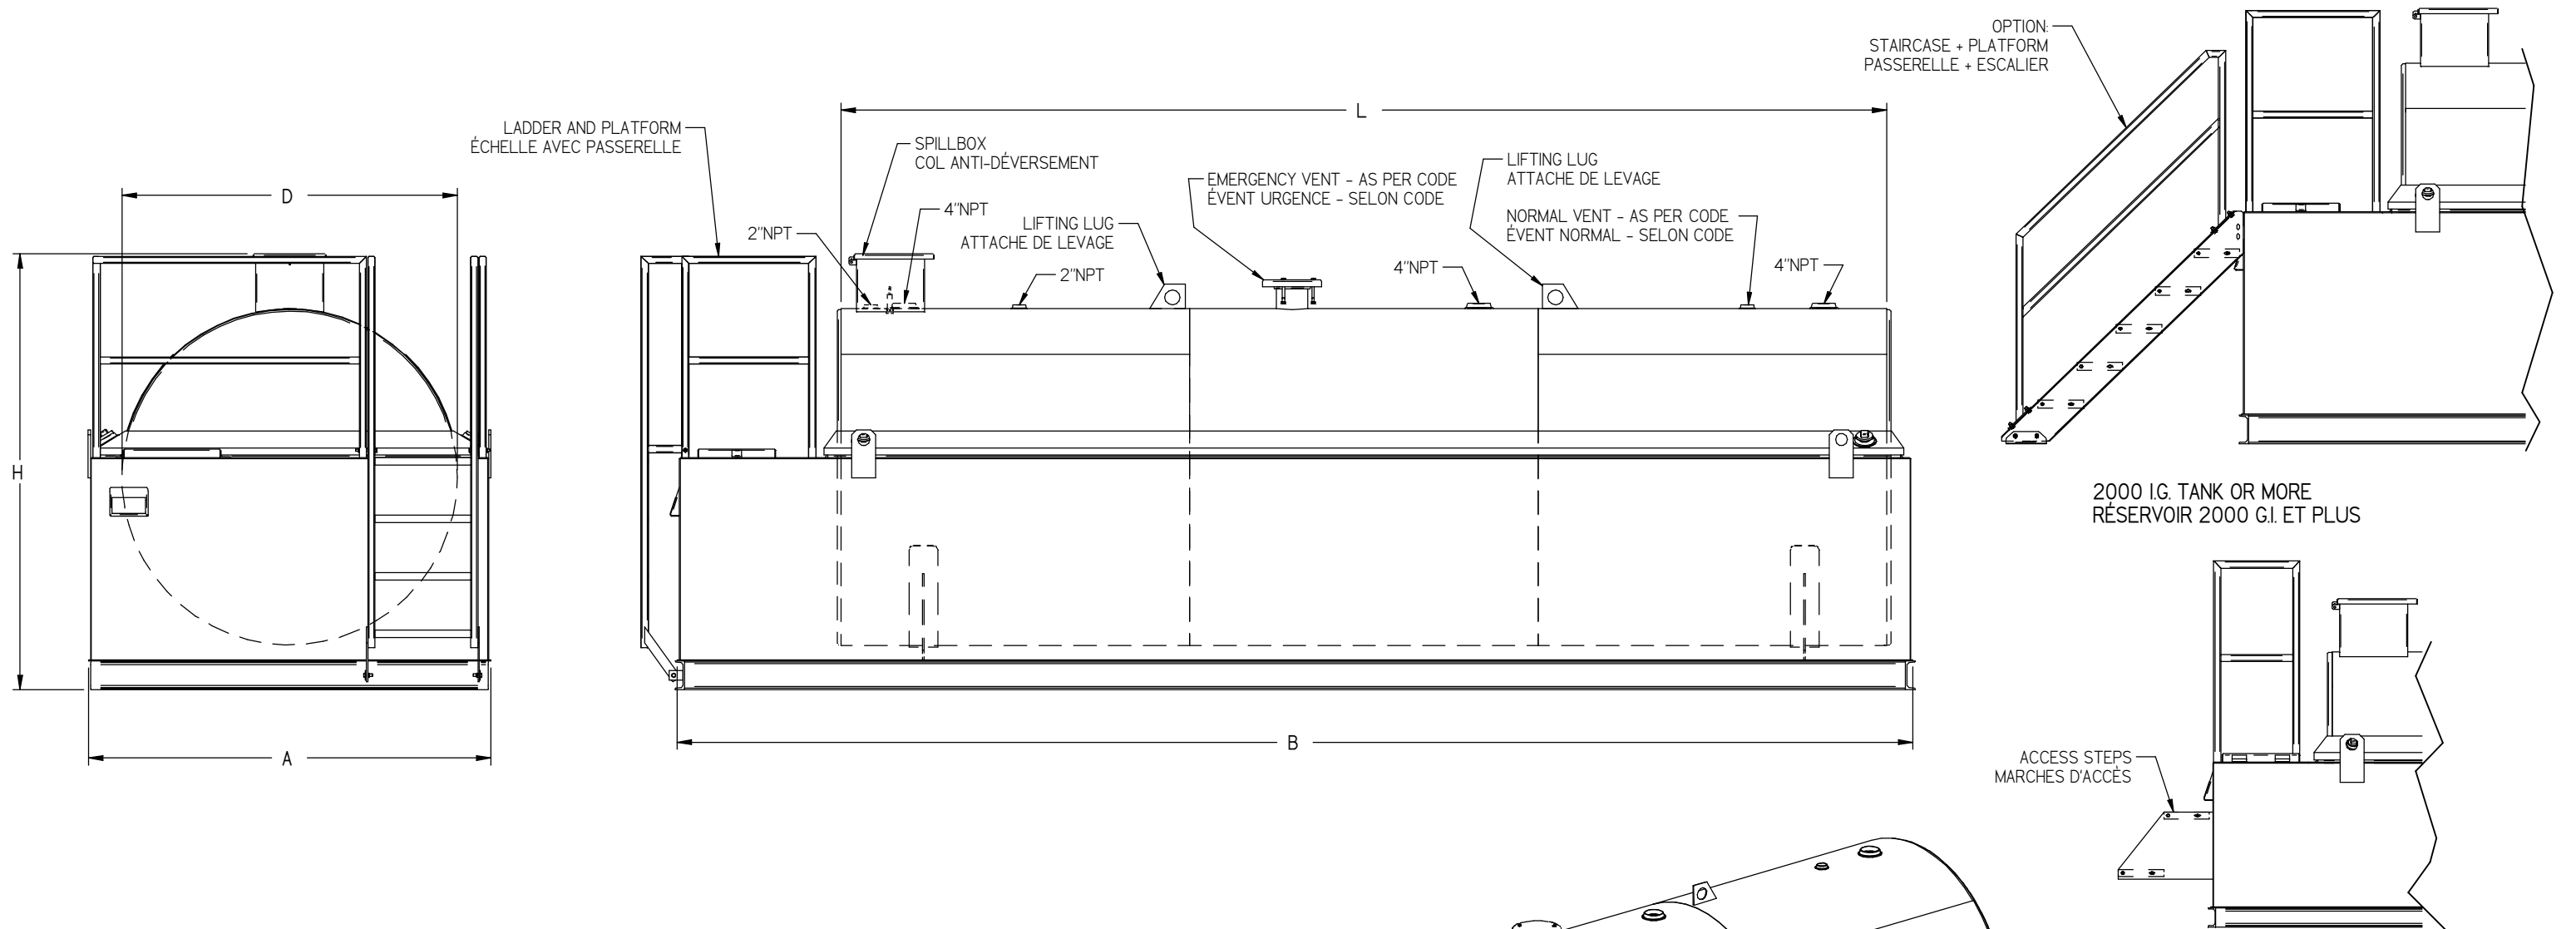 OPTION:
STAIRCASE + PLATFORM
PASSERELLE + ESCALIER
L
LADDER AND PLATFORM
ÉCHELLE AVEC PASSERELLE
SPILLBOX
COL ANTI-DÉVERSEMENT
LIFTING LUG
ATTACHE DE LEVAGE
EMERGENCY VENT - AS PER CODE
ÉVENT URGENCE - SELON CODE
D
4"NPT
NORMAL VENT - AS PER CODE
ÉVENT NORMAL - SELON CODE
LIFTING LUG
ATTACHE DE LEVAGE
2"NPT
2"NPT
4"NPT
4"NPT
H
2000 I.G. TANK OR MORE
RÉSERVOIR 2000 G.I. ET PLUS
B
A
ACCESS STEPS
MARCHES D'ACCÈS